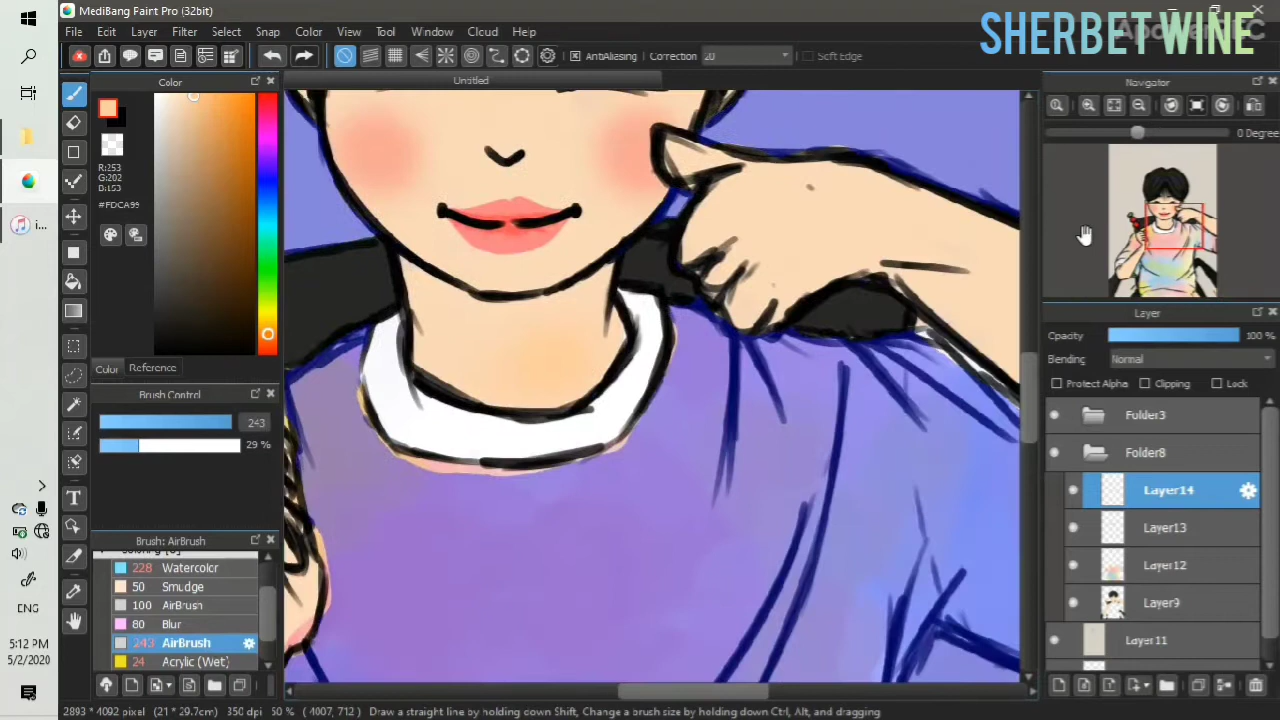 MediBang Paint Pro (32bit)
SHERBET WINE
File Edit Layer Filter Select Snap Color View Tool Window Cloud Help
AntiAliasing Correction 20 Soft Edge
Color
Untitled
Navigator
0 Degree
R:253
G:202
B:153
#FDCA99
Color Reference
Brush Control
243
29 %
Brush: AirBrush
228 Watercolor
50 Smudge
100 AirBrush
80 Blur
243 AirBrush
24 Acrylic (Wet)
Layer
Opacity 100 %
Blending Normal
Protect Alpha Clipping Lock
Folder3
Folder8
Layer14
Layer13
Layer12
Layer9
Layer11
i...
ENG
5:12 PM
5/2/2020
2893 * 4092 pixel (21 * 29.7cm) 350 dpi 50 % ( 4007, 712 ) Draw a straight line by holding down Shift, Change a brush size by holding down Ctrl, Alt, and dragging